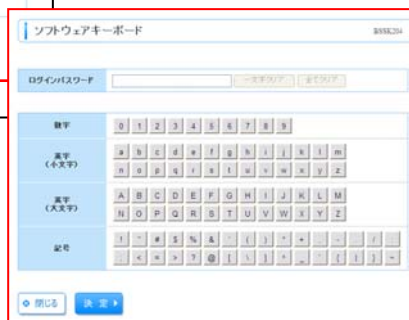 ソフトウェアキーボード
BSSK204
ログインパスワード
一文字クリア 全てクリア
数字
0 1 2 3 4 5 6 7 8 9
英字
(小文字)
a b c d e f g h i j k l m
n o p q r s t u v w x y z
英字
(大文字)
A B C D E F G H I J K L M
N O P Q R S T U V W X Y Z
記号
! " # $ % & ' ( ) * + , - . / :
; < = > ? @ [ \ ] ^ _ ` { | } ~
閉じる 決定